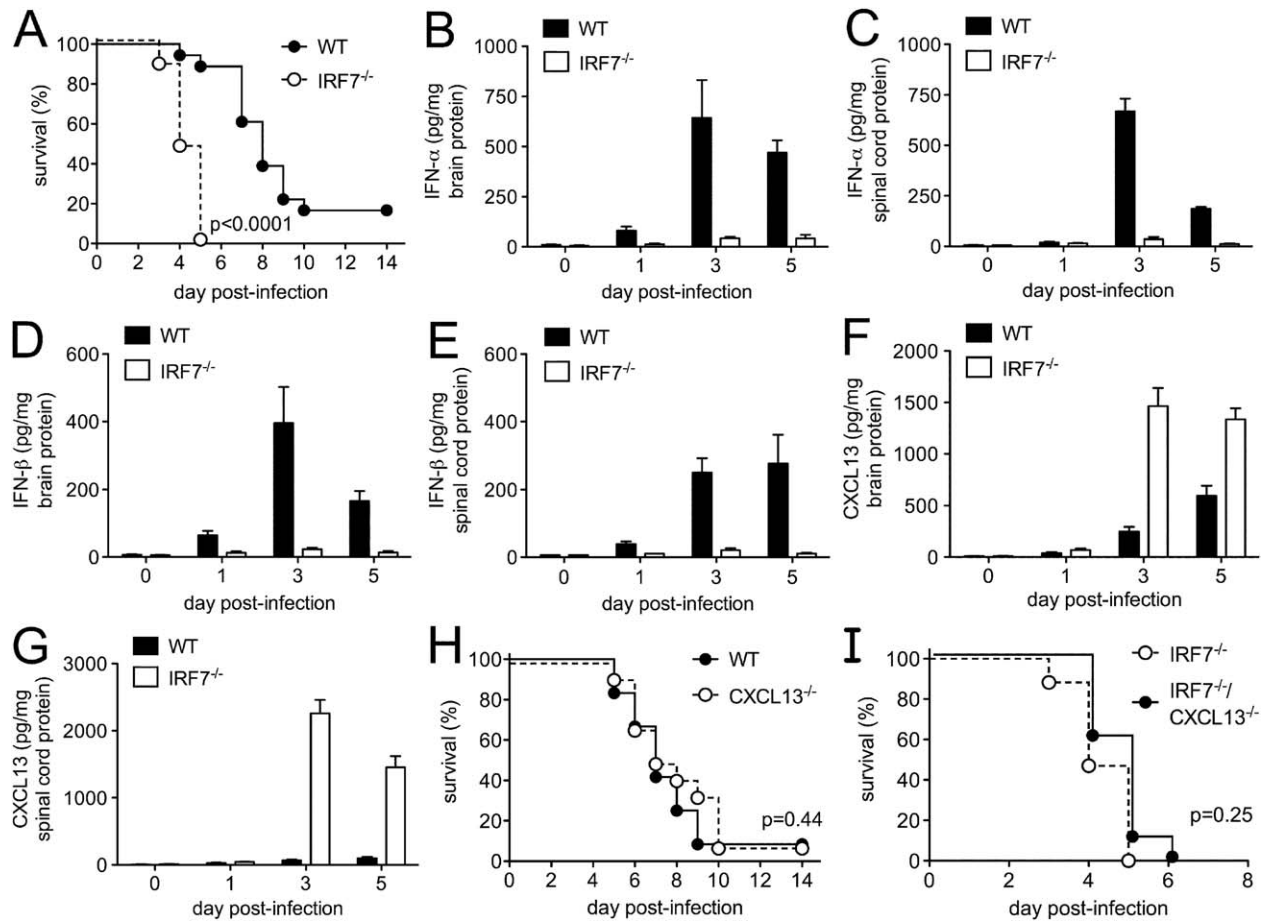 A
WT
IRF7-/-
survival (%)
100
80
60
40
20
0
p<0.0001
0 2 4 6 8 10 12 14
day post-infection
B
WT
IRF7-/-
IFN-α (pg/mg
brain protein)
1000
750
500
250
0
0 1 3 5
day post-infection
C
WT
IRF7-/-
IFN-α (pg/mg
spinal cord protein)
1000
750
500
250
0
0 1 3 5
day post-infection
D
WT
IRF7-/-
IFN-β (pg/mg
brain protein)
600
400
200
0
0 1 3 5
day post-infection
E
WT
IRF7-/-
IFN-β (pg/mg
spinal cord protein)
600
400
200
0
0 1 3 5
day post-infection
F
WT
IRF7-/-
CXCL13 (pg/mg
brain protein)
2000
1500
1000
500
0
0 1 3 5
day post-infection
G
WT
IRF7-/-
CXCL13 (pg/mg
spinal cord protein)
3000
2000
1000
0
0 1 3 5
day post-infection
H
WT
CXCL13-/-
survival (%)
100
80
60
40
20
0
p=0.44
0 2 4 6 8 10 12 14
day post-infection
I
IRF7-/-
IRF7-/-/
CXCL13-/-
survival (%)
100
80
60
40
20
0
p=0.25
0 2 4 6 8
day post-infection